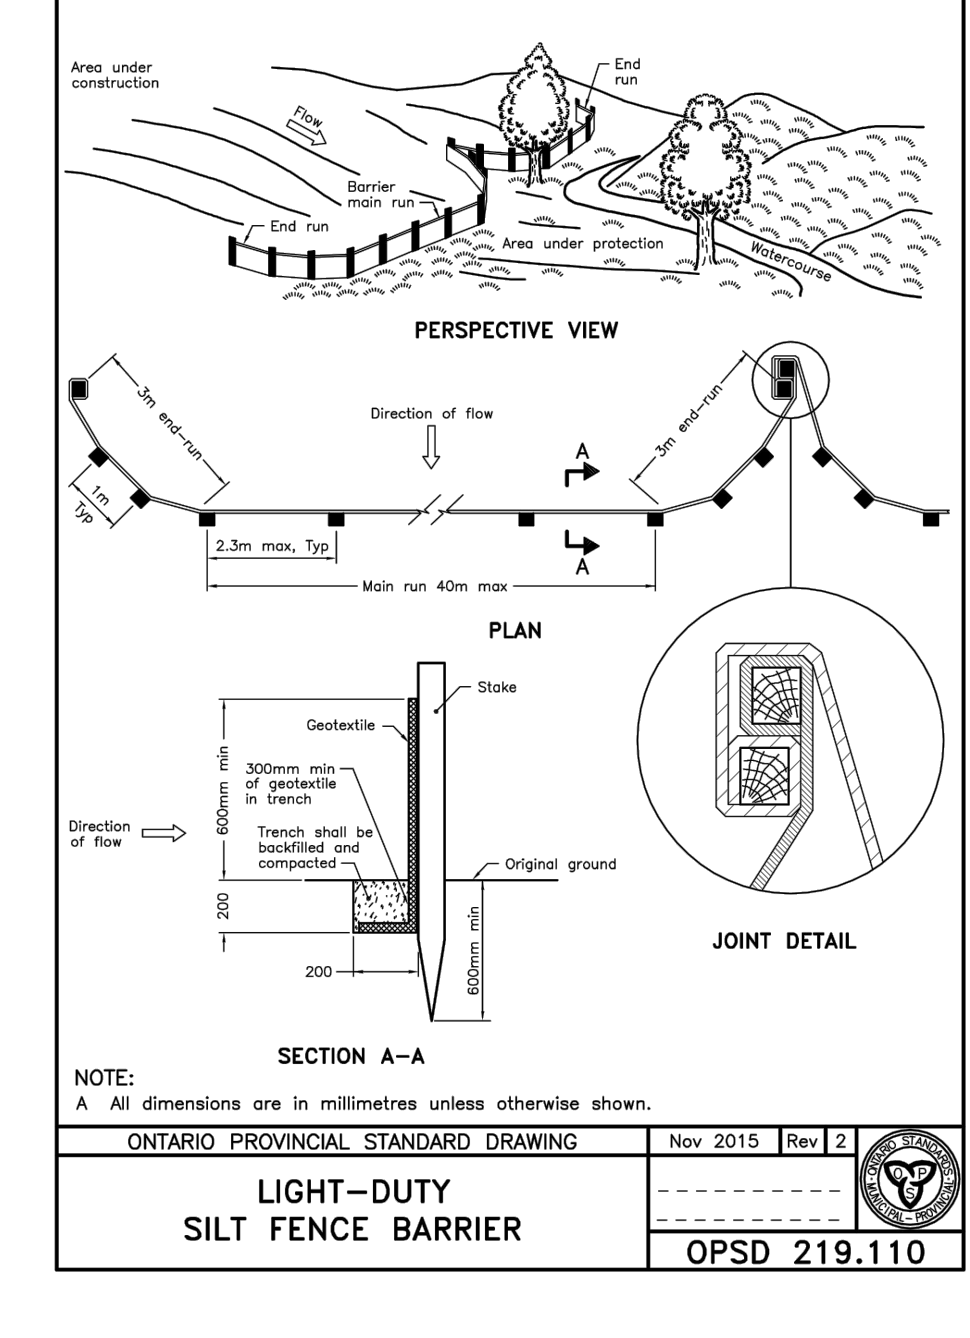 Area under
construction
Flow
End
run
Barrier
main run
End run
Area under protection
Watercourse
PERSPECTIVE VIEW
3m end-run
Direction of flow
3m end-run
A
1m
Typ
2.3m max, Typ
A
Main run 40m max
PLAN
Stake
Geotextile
600mm min
300mm min
of geotextile
in trench
Direction
of flow
Trench shall be
backfilled and
compacted
Original ground
200
200
600mm min
JOINT DETAIL
SECTION A-A
NOTE:
A All dimensions are in millimetres unless otherwise shown.
ONTARIO PROVINCIAL STANDARD DRAWING
Nov 2015
Rev
2
LIGHT-DUTY
SILT FENCE BARRIER
ONTARIO STANDARDS
MUNICIPAL-PROVINCIAL
O P
S
OPSD 219.110